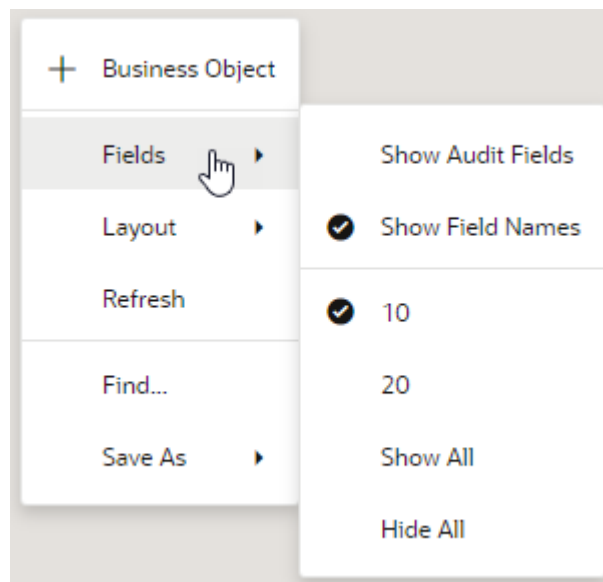 Business Object
Fields
Layout
Refresh
Find...
Save As
Show Audit Fields
Show Field Names
10
20
Show All
Hide All